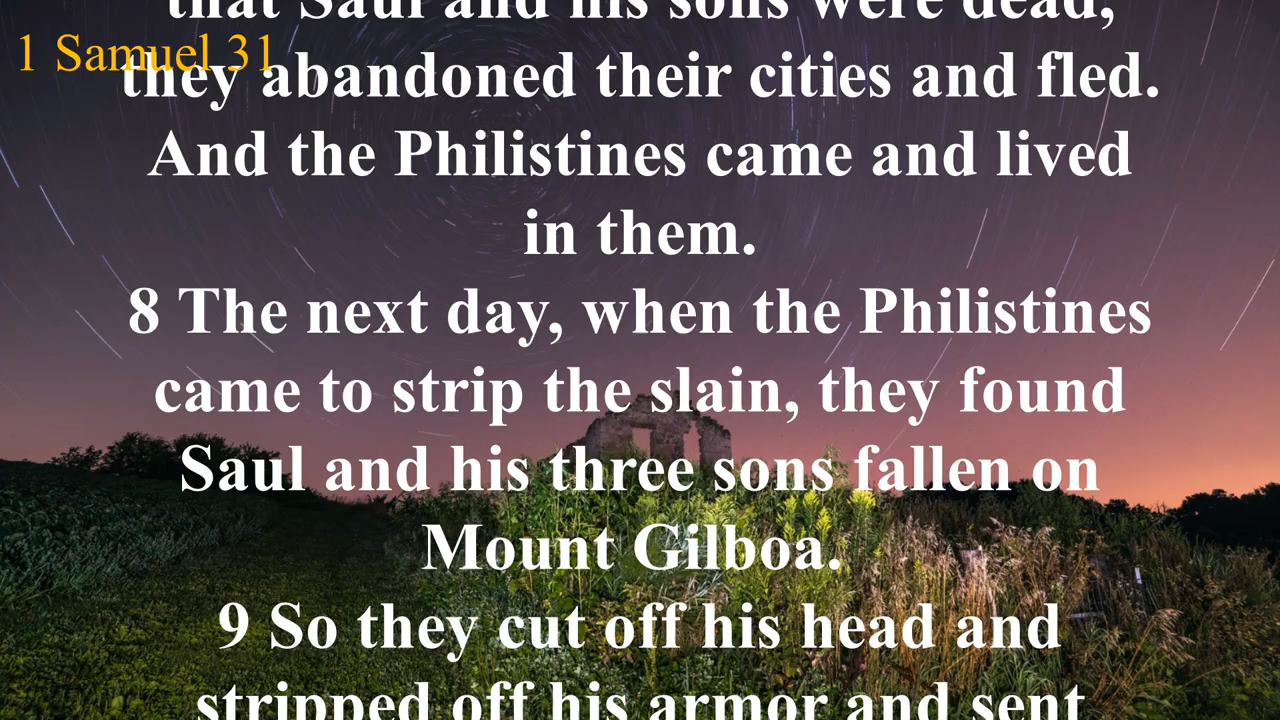 that Saul and his sons were dead,
1 Samuel 31
they abandoned their cities and fled.
And the Philistines came and lived
in them.
8 The next day, when the Philistines
came to strip the slain, they found
Saul and his three sons fallen on
Mount Gilboa.
9 So they cut off his head and
stripped off his armor and sent